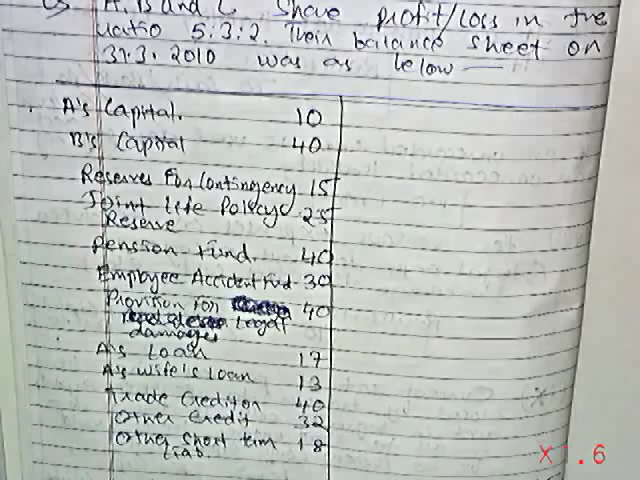 A, B and C Share profit/loss in the
ratio 5:3:2. Their balance sheet on
31.3.2010 was as below —
A's Capital. 10
B's Capital 40
Reserves For Contingency 15
Joint Life Policy 25
Reserve
Pension Fund. 40
Employee Accident Fund 30
Provision For 40
Legal
damages
A's Loan 17
A's wife's Loan 13
Trade Creditor 40
Other Credit 32
Other Short term 18
Liab
×1.6